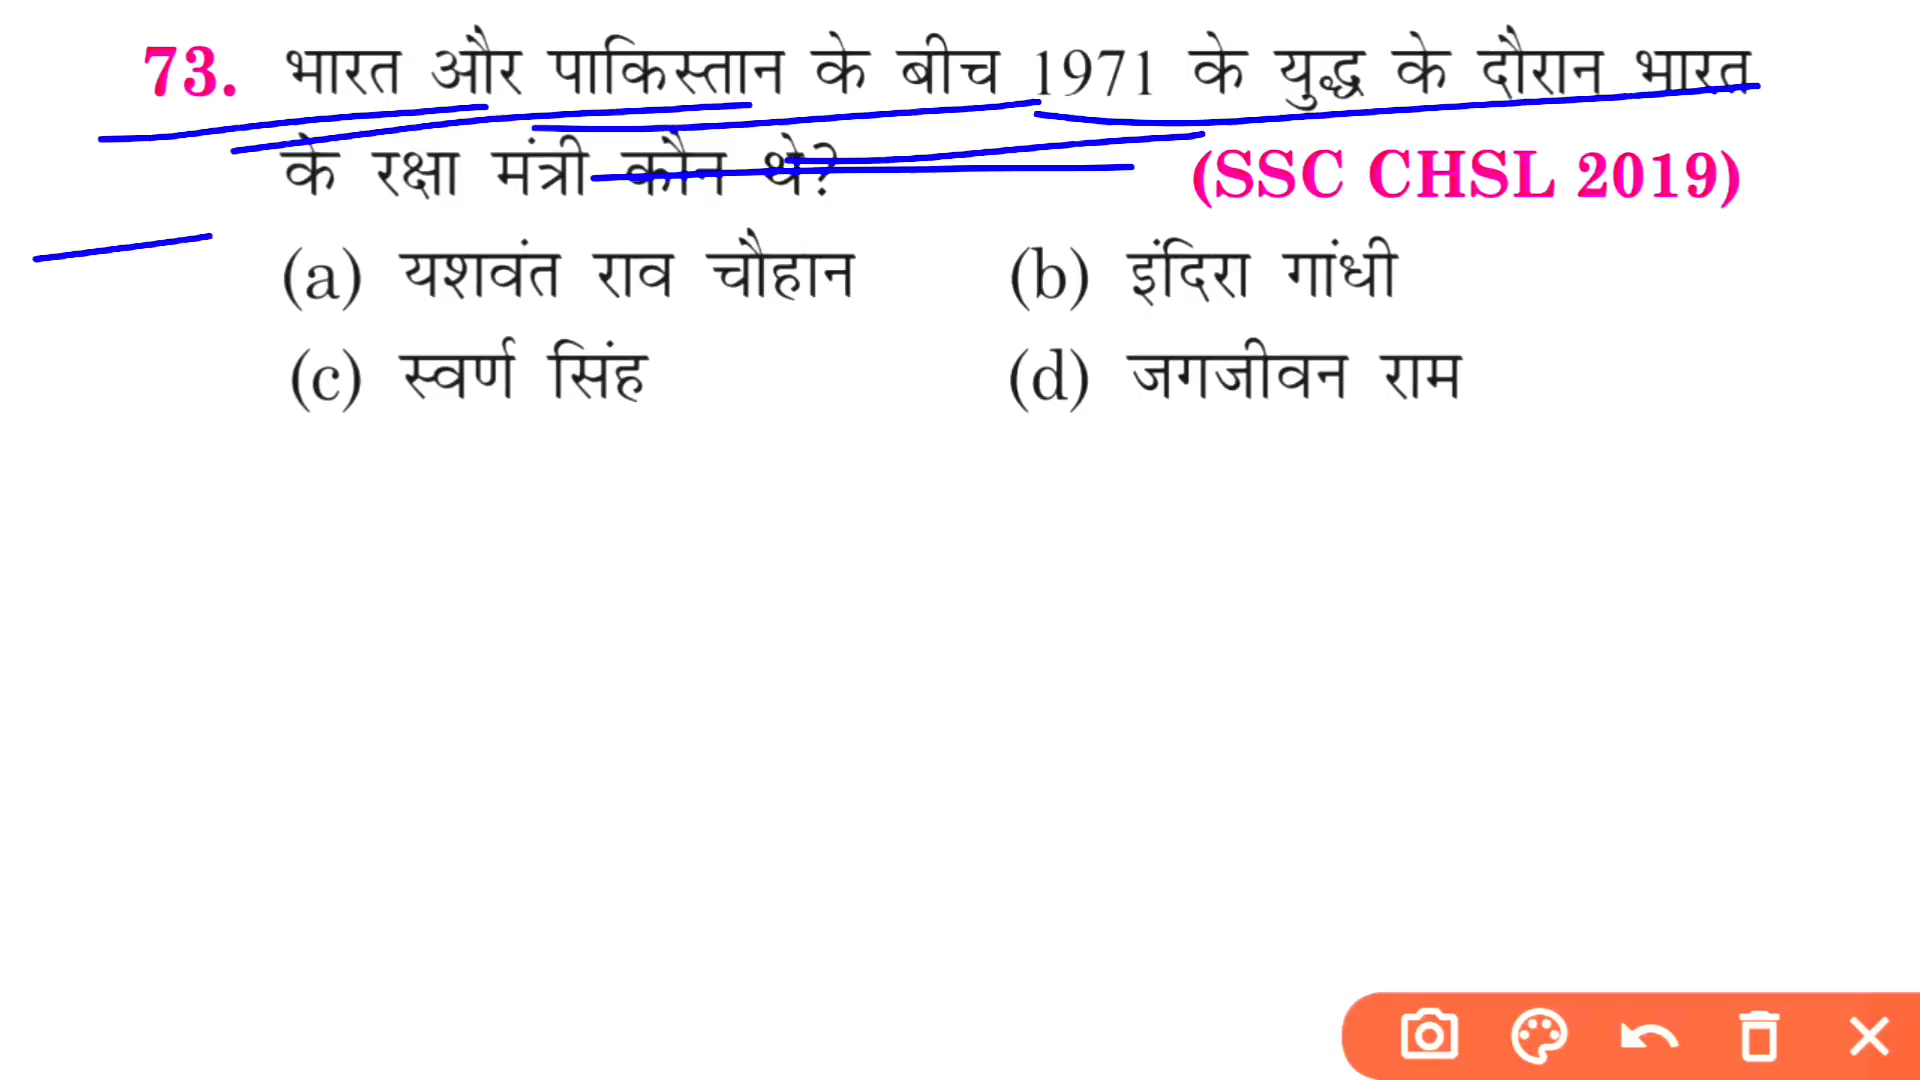 73. भारत और पाकिस्तान के बीच 1971 के युद्ध के दौरान भारत
के रक्षा मंत्री कौन थे? (SSC CHSL 2019)
(a) यशवंत राव चौहान (b) इंदिरा गांधी
(c) स्वर्ण सिंह (d) जगजीवन राम